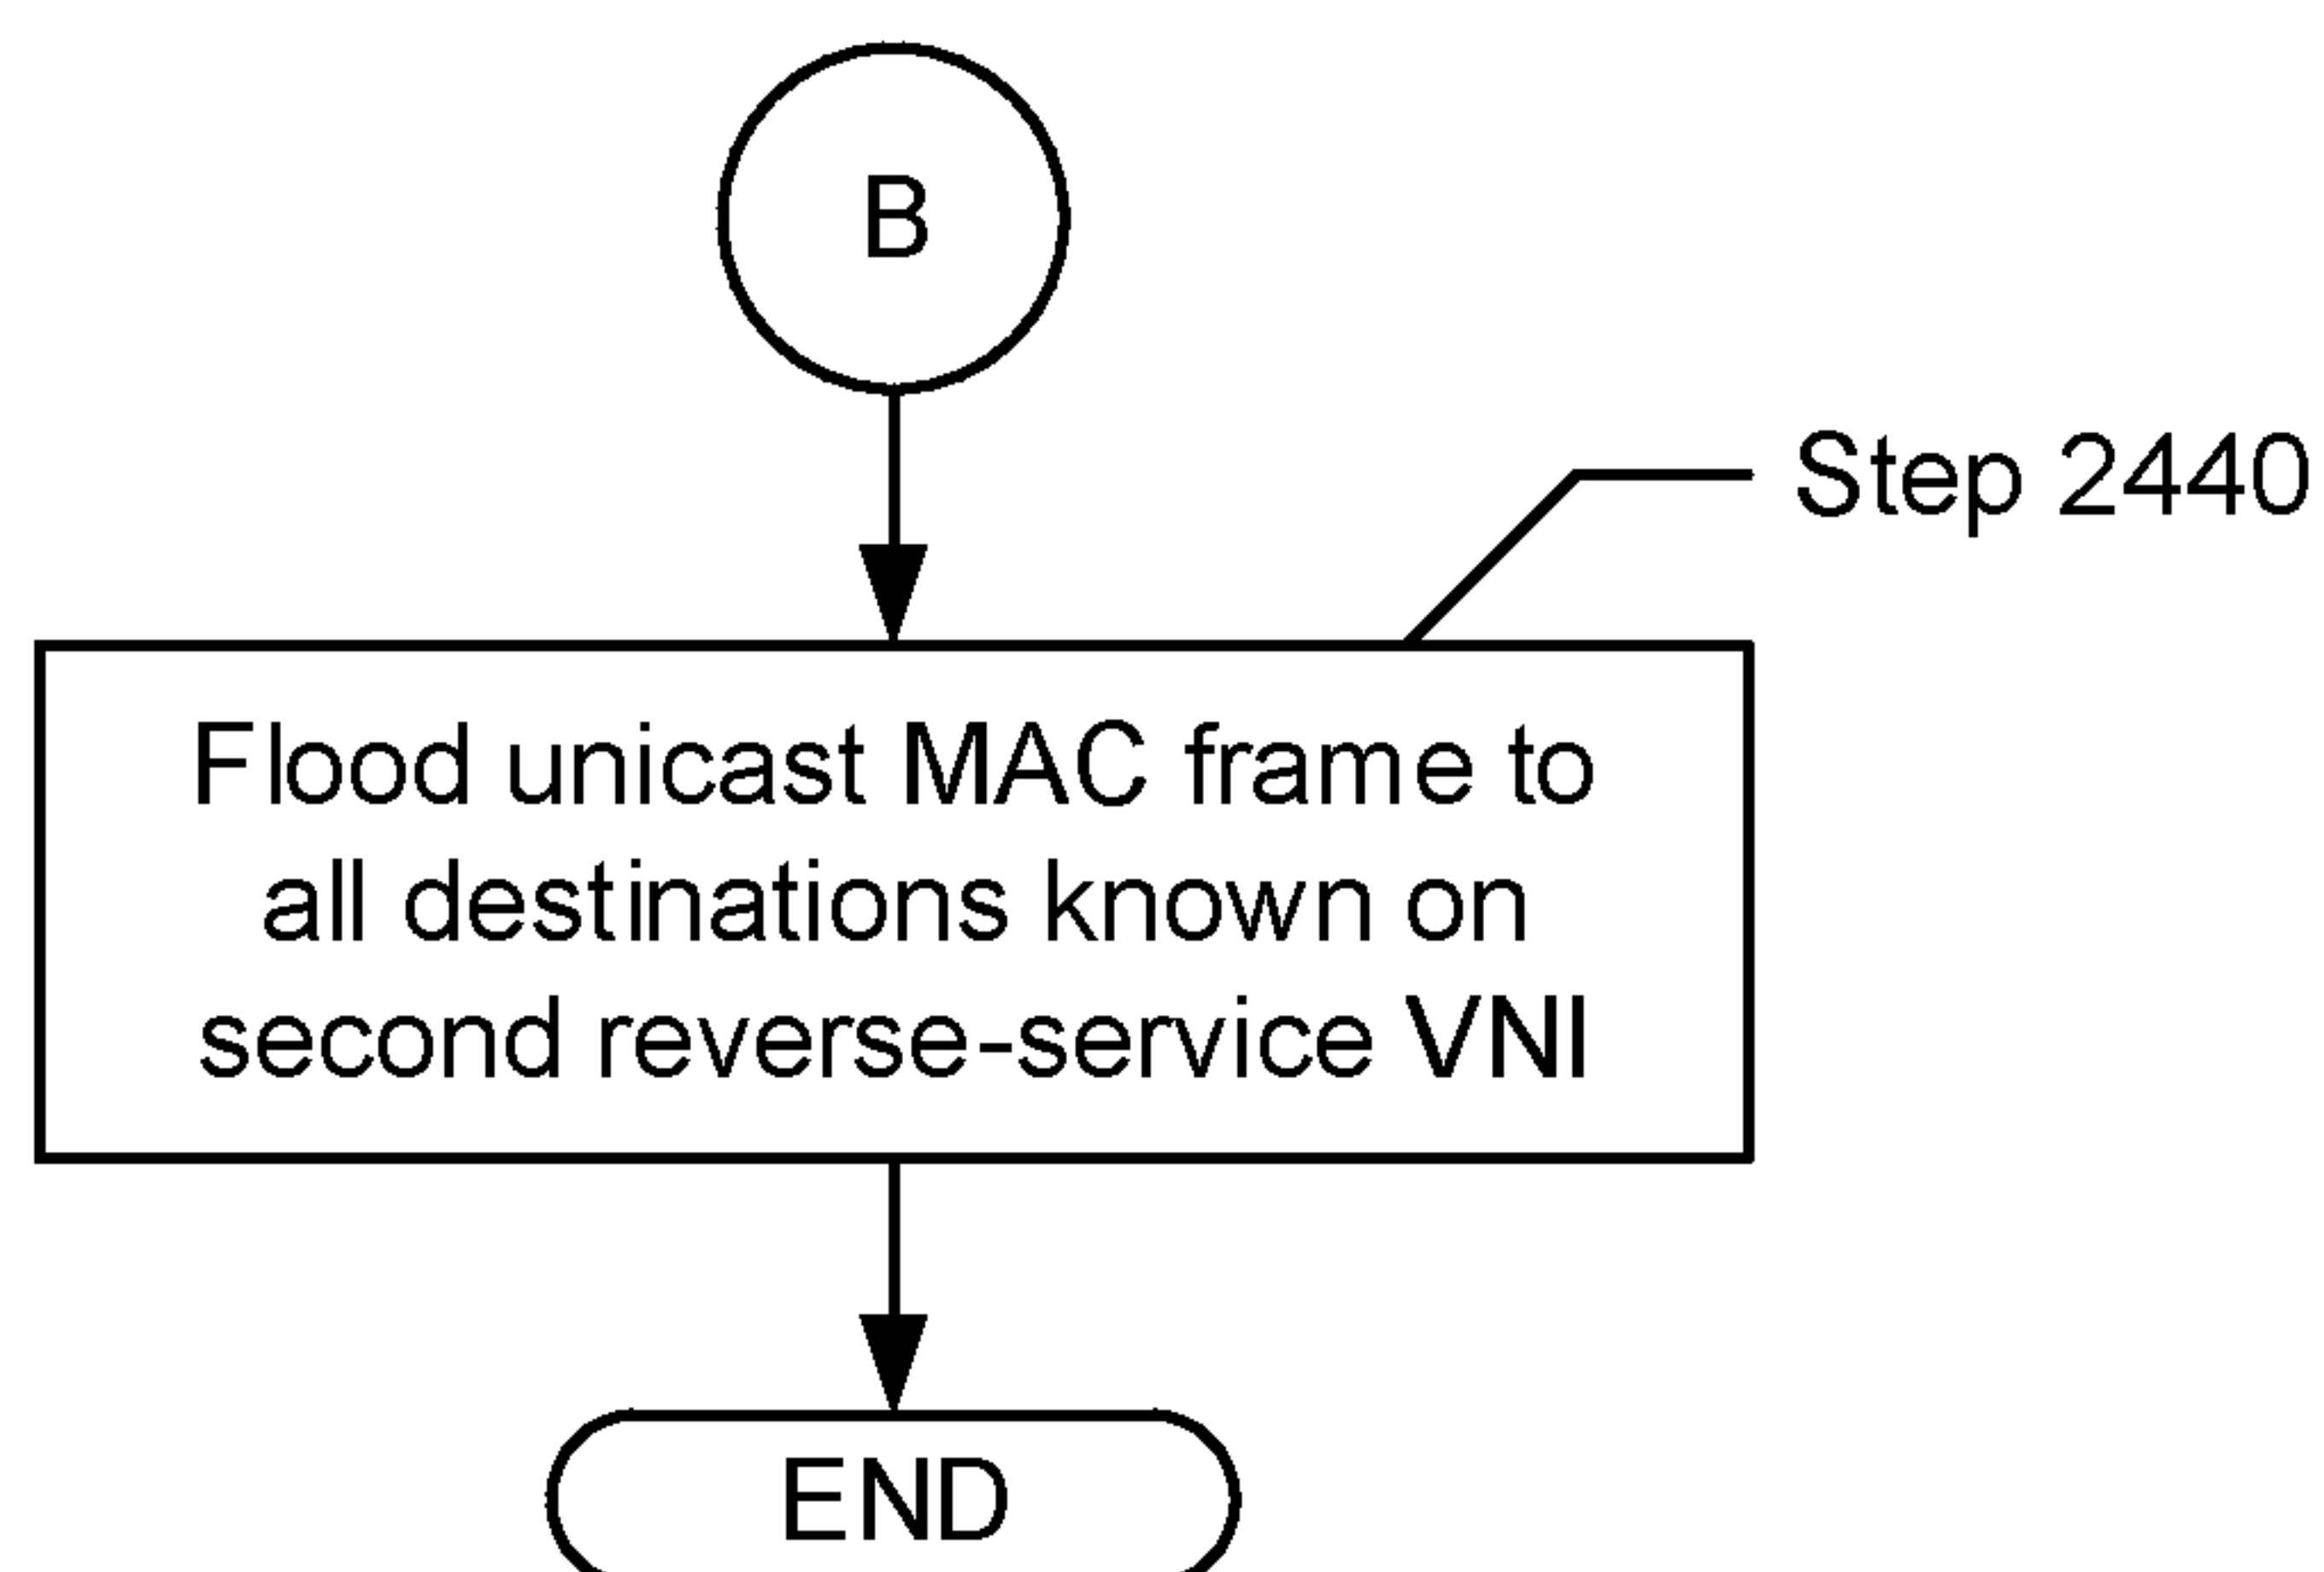 B
Step 2440
Flood unicast MAC frame to
all destinations known on
second reverse-service VNI
END